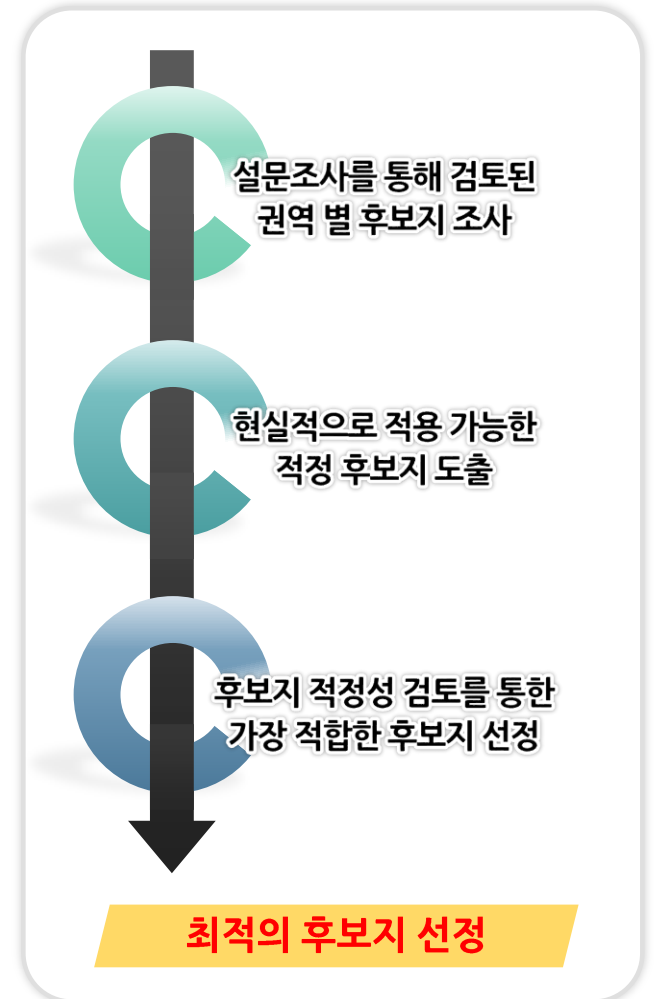 설문조사를 통해 검토된
권역 별 후보지 조사
현실적으로 적용 가능한
적정 후보지 도출
후보지 적정성 검토를 통한
가장 적합한 후보지 선정
최적의 후보지 선정